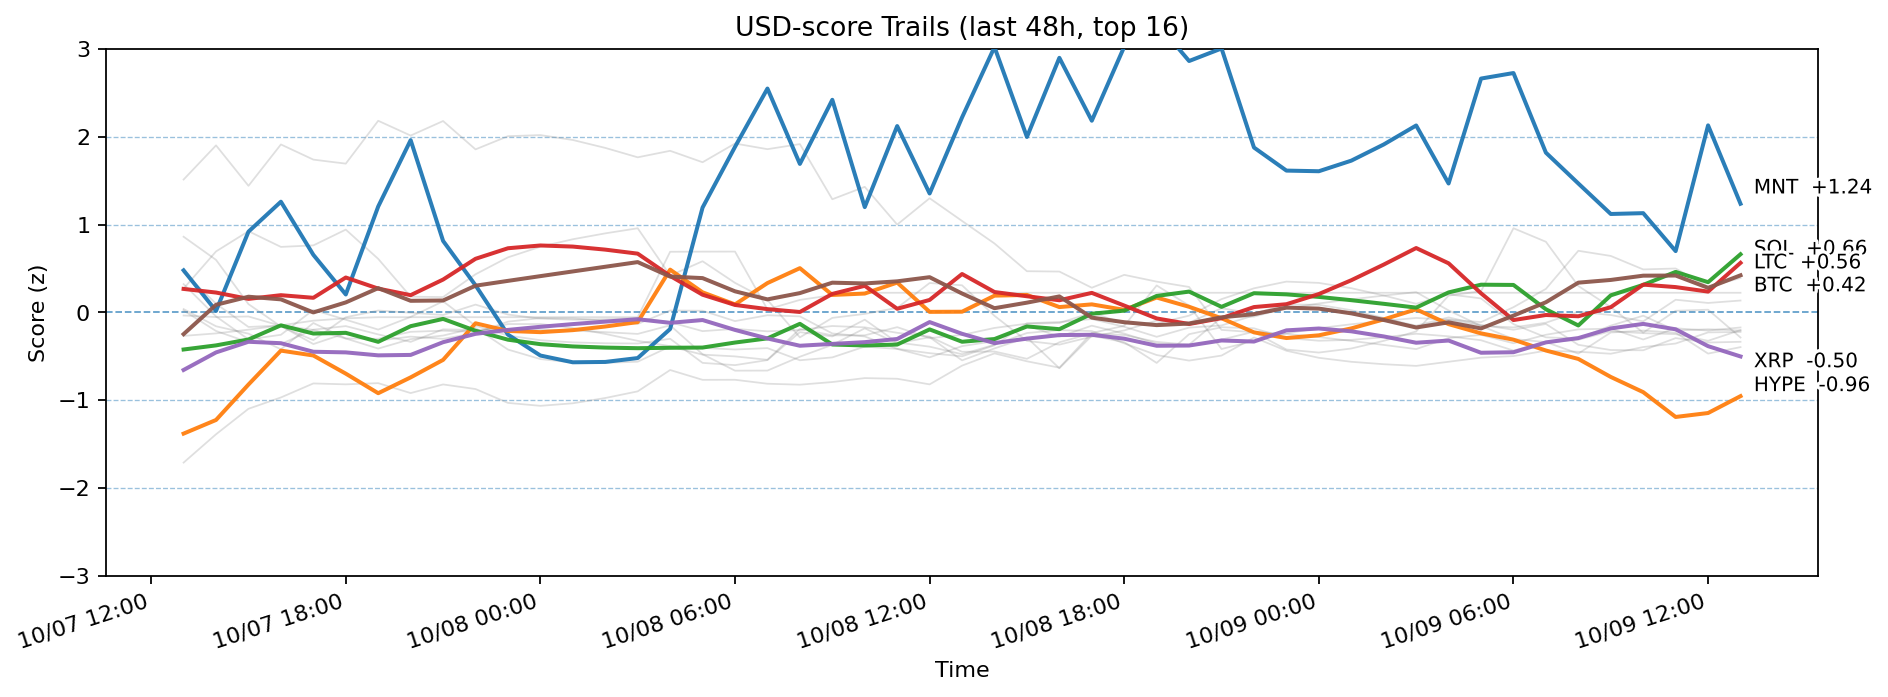 USD-score Trails (last 48h, top 16)
Score (z)
3
2
1
0
−1
−2
−3
MNT +1.24
SOL +0.66
LTC +0.56
BTC +0.42
XRP -0.50
HYPE -0.96
10/07 12:00
10/07 18:00
10/08 00:00
10/08 06:00
10/08 12:00
10/08 18:00
10/09 00:00
10/09 06:00
10/09 12:00
Time